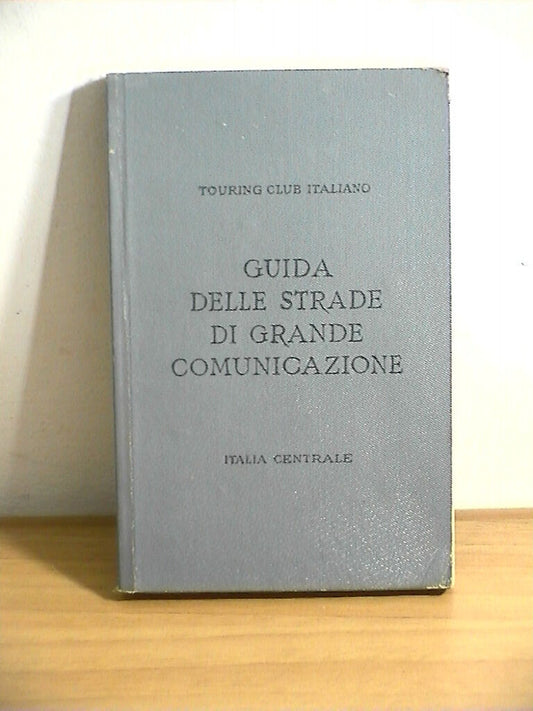 TOURING CLUB ITALIANO
GUIDA
DELLE STRADE
DI GRANDE
COMUNICAZIONE
ITALIA CENTRALE